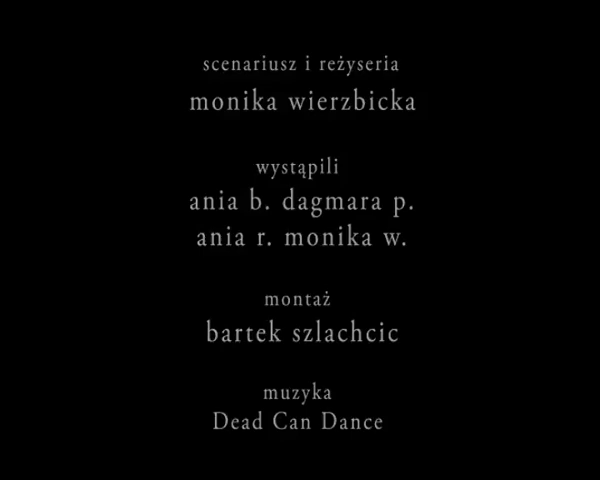 scenariusz i reżyseria
monika wierzbicka
wystąpili
ania b. dagmara p.
ania r. monika w.
montaż
bartek szlachcic
muzyka
Dead Can Dance